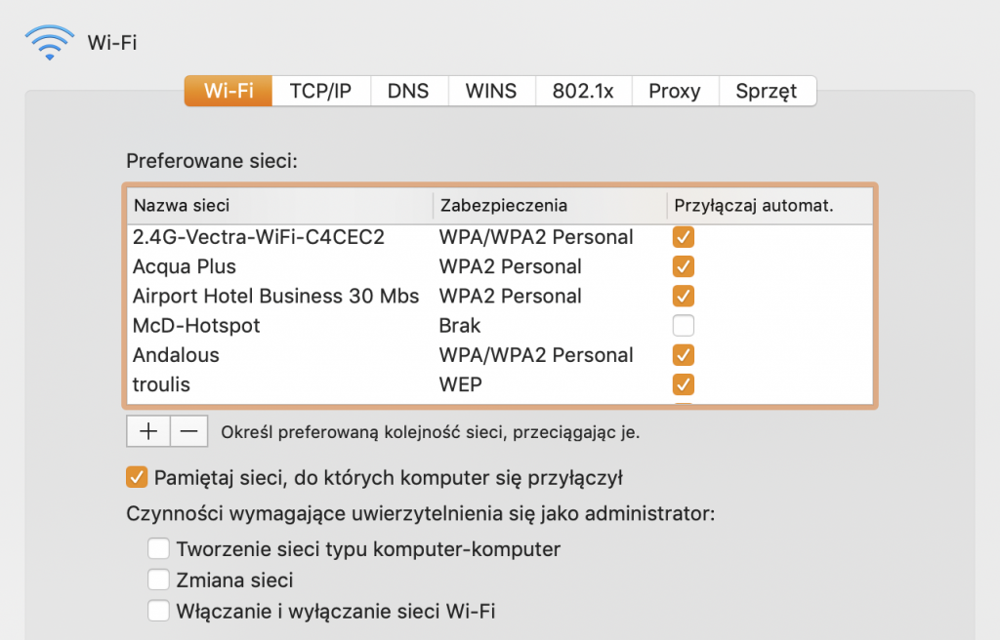 Wi-Fi
Wi-Fi TCP/IP DNS WINS 802.1x Proxy Sprzęt
Preferowane sieci:
Nazwa sieci Zabezpieczenia Przyłączaj automat.
2.4G-Vectra-WiFi-C4CEC2 WPA/WPA2 Personal
Acqua Plus WPA2 Personal
Airport Hotel Business 30 Mbs WPA2 Personal
McD-Hotspot Brak
Andalous WPA/WPA2 Personal
troulis WEP
+ − Określ preferowaną kolejność sieci, przeciągając je.
Pamiętaj sieci, do których komputer się przyłączył
Czynności wymagające uwierzytelnienia się jako administrator:
Tworzenie sieci typu komputer-komputer
Zmiana sieci
Włączanie i wyłączanie sieci Wi-Fi